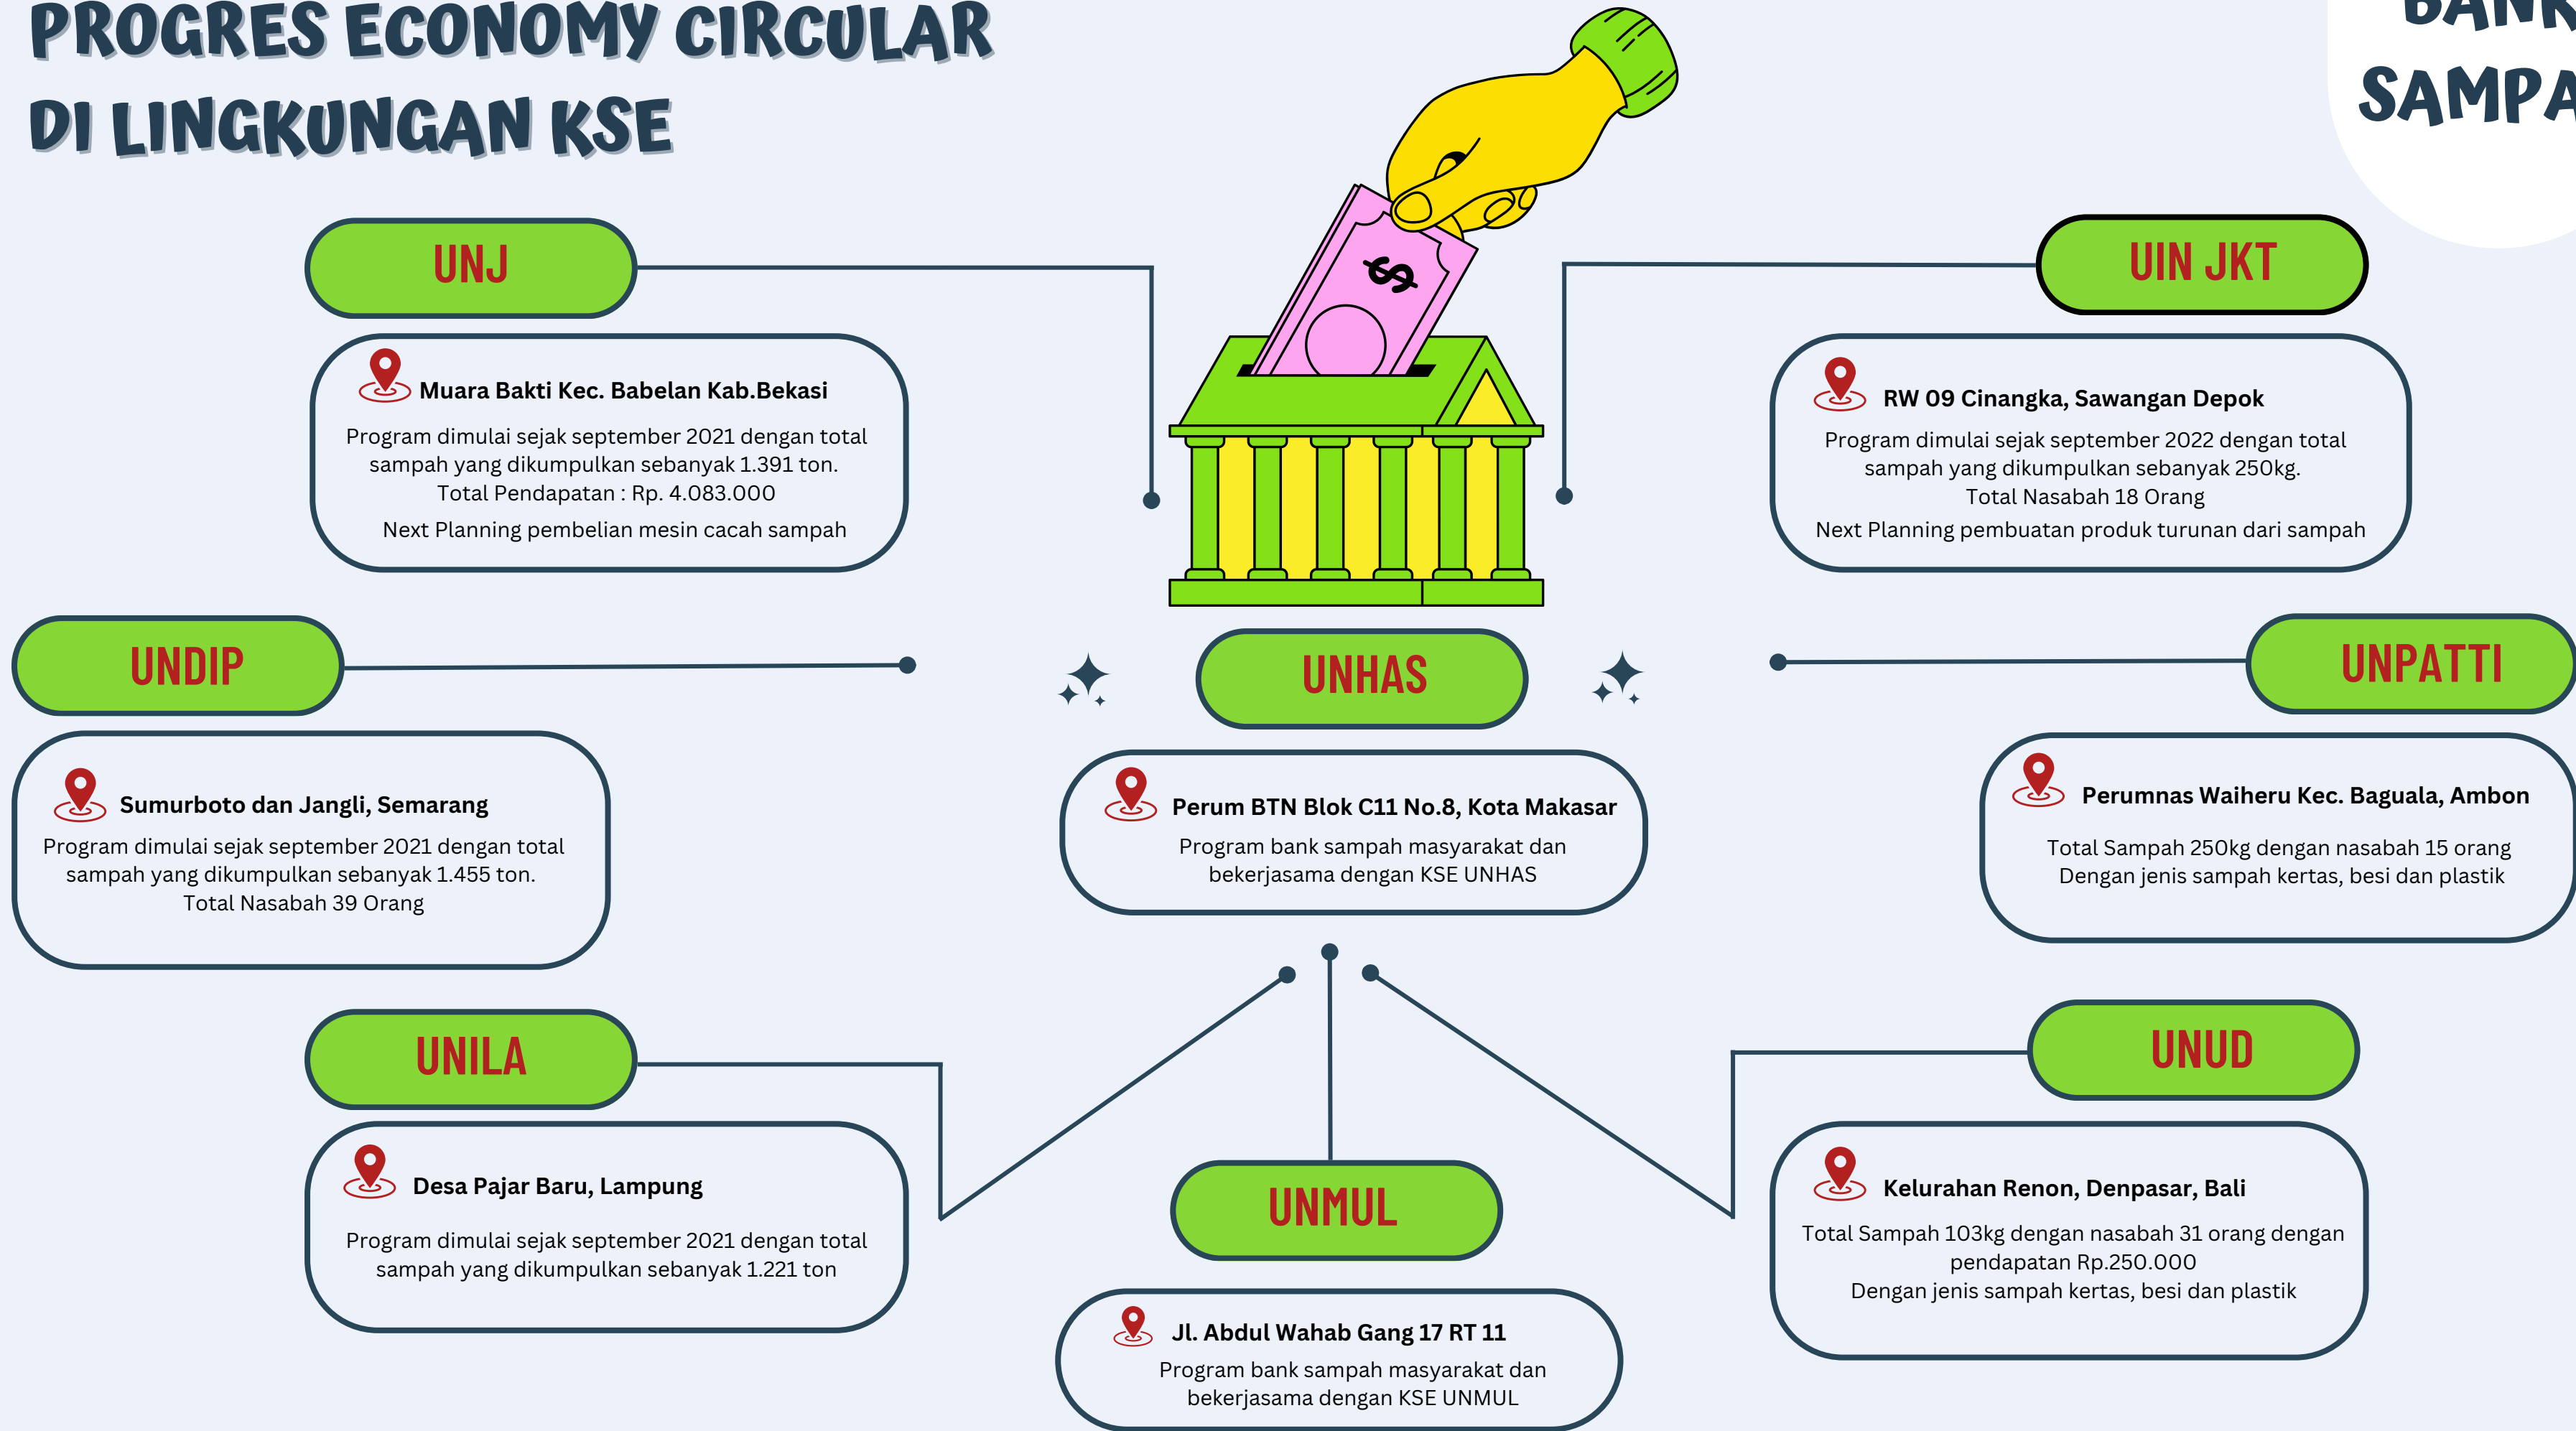 PROGRES ECONOMY CIRCULAR
DI LINGKUNGAN KSE
BANK
SAMPA
UNJ
Muara Bakti Kec. Babelan Kab.Bekasi
Program dimulai sejak september 2021 dengan total
sampah yang dikumpulkan sebanyak 1.391 ton.
Total Pendapatan : Rp. 4.083.000
Next Planning pembelian mesin cacah sampah
$
UIN JKT
RW 09 Cinangka, Sawangan Depok
Program dimulai sejak september 2022 dengan total
sampah yang dikumpulkan sebanyak 250kg.
Total Nasabah 18 Orang
Next Planning pembuatan produk turunan dari sampah
UNDIP
Sumurboto dan Jangli, Semarang
Program dimulai sejak september 2021 dengan total
sampah yang dikumpulkan sebanyak 1.455 ton.
Total Nasabah 39 Orang
UNHAS
Perum BTN Blok C11 No.8, Kota Makasar
Program bank sampah masyarakat dan
bekerjasama dengan KSE UNHAS
UNPATTI
Perumnas Waiheru Kec. Baguala, Ambon
Total Sampah 250kg dengan nasabah 15 orang
Dengan jenis sampah kertas, besi dan plastik
UNILA
Desa Pajar Baru, Lampung
Program dimulai sejak september 2021 dengan total
sampah yang dikumpulkan sebanyak 1.221 ton
UNMUL
Jl. Abdul Wahab Gang 17 RT 11
Program bank sampah masyarakat dan
bekerjasama dengan KSE UNMUL
UNUD
Kelurahan Renon, Denpasar, Bali
Total Sampah 103kg dengan nasabah 31 orang dengan
pendapatan Rp.250.000
Dengan jenis sampah kertas, besi dan plastik